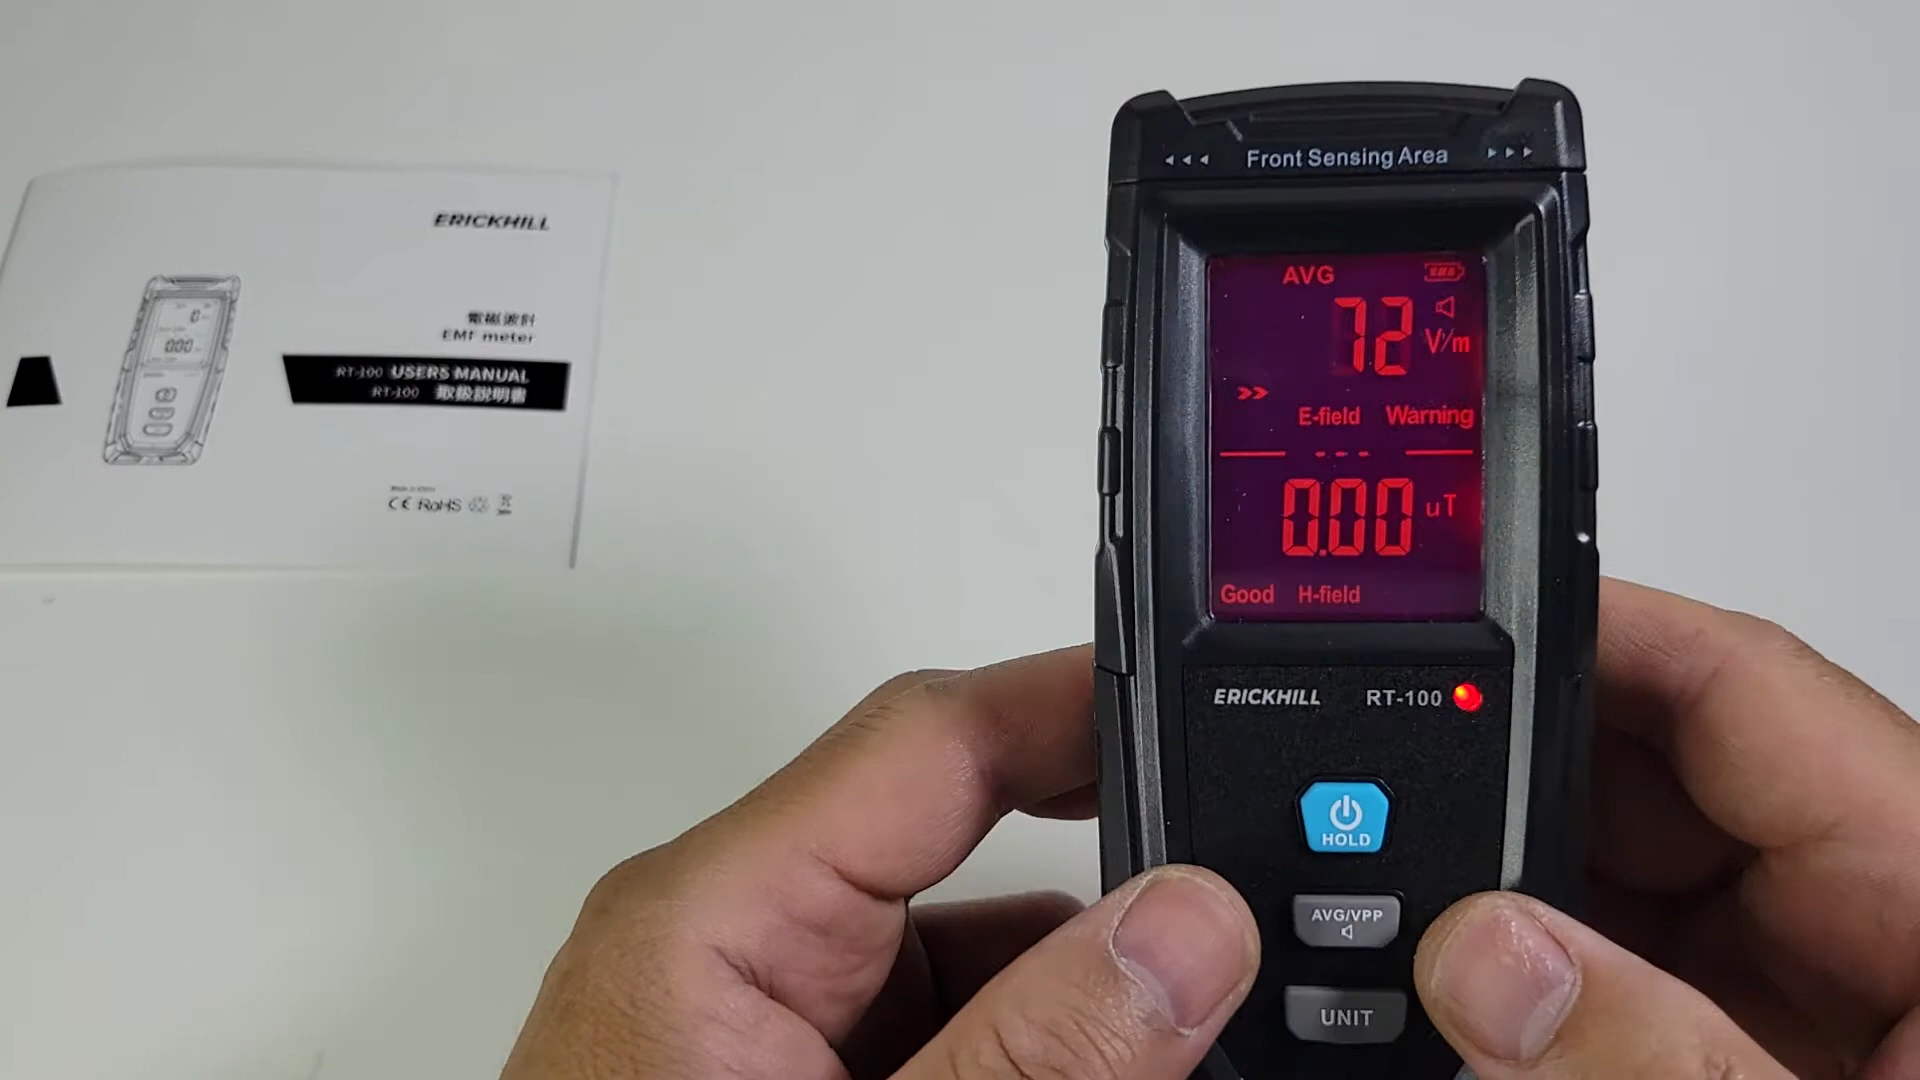 ERICKHILL
電磁波計
EMF meter
RT-100 USERS MANUAL
RT-100 取扱説明書
CE RoHS
Front Sensing Area
AVG
72 V/m
E-field Warning
0.00 uT
Good H-field
ERICKHILL RT-100
HOLD
AVG/VPP
UNIT